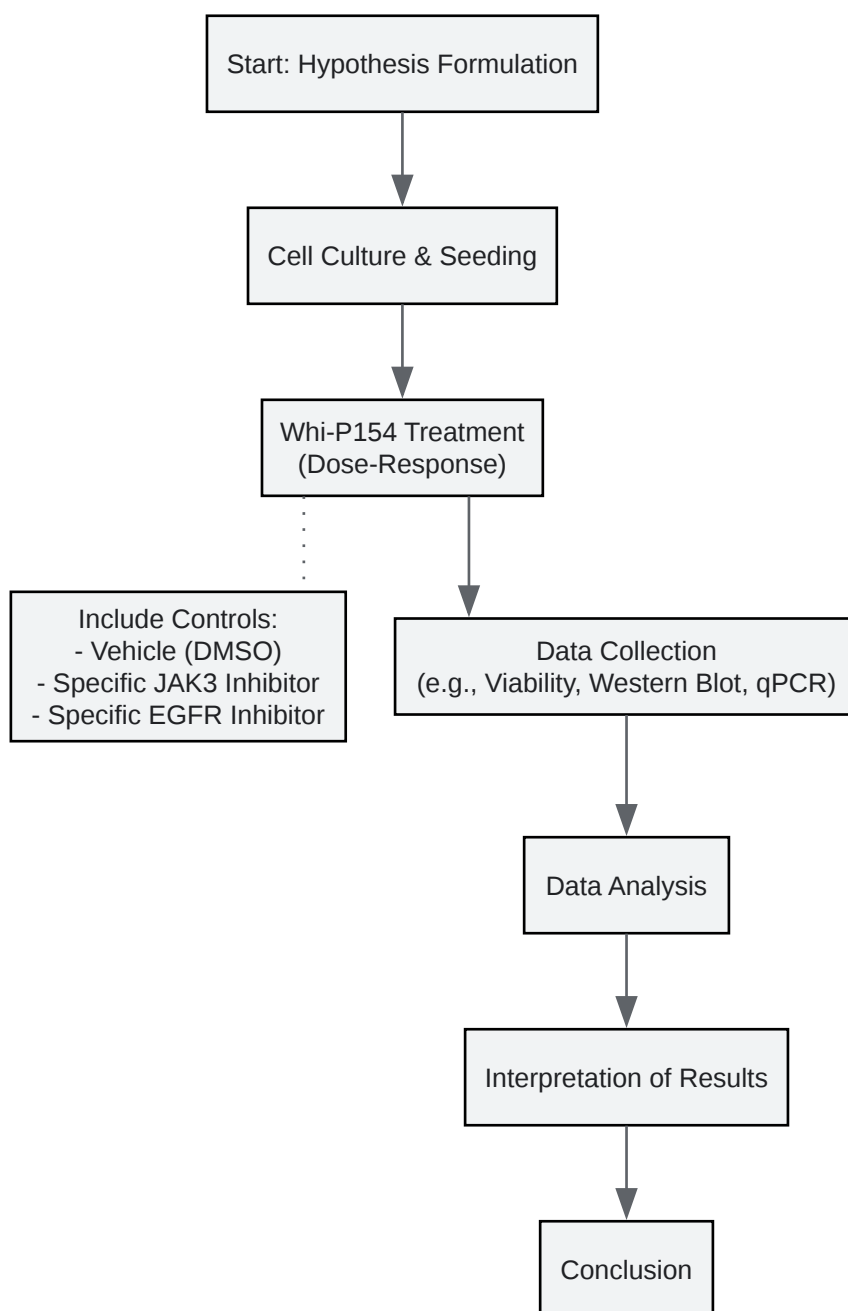 Start: Hypothesis Formulation
Cell Culture & Seeding
Whi-P154 Treatment
(Dose-Response)
Include Controls:
- Vehicle (DMSO)
- Specific JAK3 Inhibitor
- Specific EGFR Inhibitor
Data Collection
(e.g., Viability, Western Blot, qPCR)
Data Analysis
Interpretation of Results
Conclusion